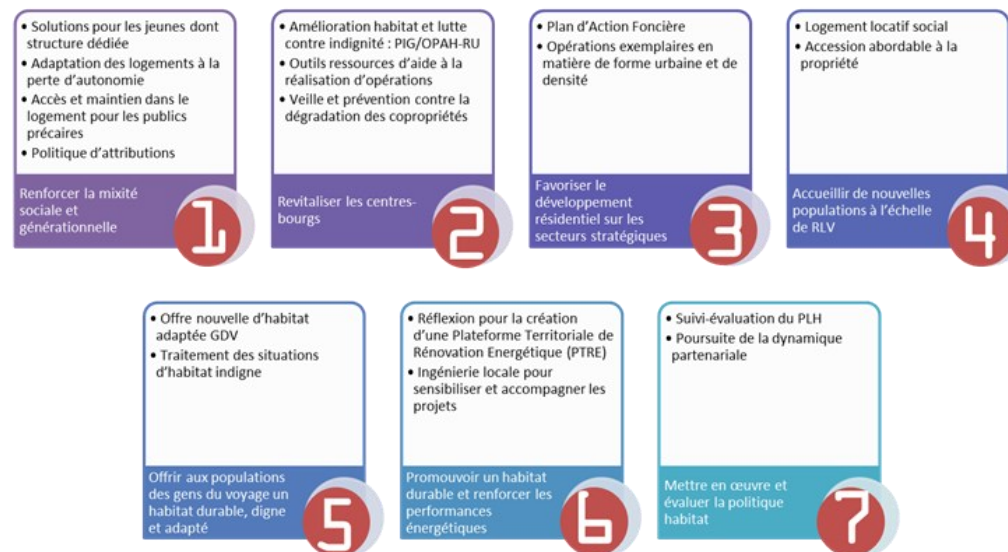 • Solutions pour les jeunes dont
structure dédiée
• Adaptation des logements à la
perte d'autonomie
• Accès et maintien dans le
logement pour les publics
précaires
• Politique d'attributions
Renforcer la mixité
sociale et
générationnelle
1
• Amélioration habitat et lutte
contre indignité : PIG/OPAH-RU
• Outils ressources d'aide à la
réalisation d'opérations
• Veille et prévention contre la
dégradation des copropriétés
Revitaliser les centres-
bourgs
2
• Plan d'Action Foncière
• Opérations exemplaires en
matière de forme urbaine et de
densité
Favoriser le
développement
résidentiel sur les
secteurs stratégiques
3
• Logement locatif social
• Accession abordable à la
propriété
Accueillir de nouvelles
populations à l'échelle
de RLV
4
• Offre nouvelle d'habitat
adaptée GDV
• Traitement des situations
d'habitat indigne
Offrir aux populations
des gens du voyage un
habitat durable, digne
et adapté
5
• Réflexion pour la création
d'une Plateforme Territoriale de
Rénovation Energétique (PTRE)
• Ingénierie locale pour
sensibiliser et accompagner les
projets
Promouvoir un habitat
durable et renforcer les
performances
énergétiques
6
• Suivi-évaluation du PLH
• Poursuite de la dynamique
partenariale
Mettre en œuvre et
évaluer la politique
habitat
7